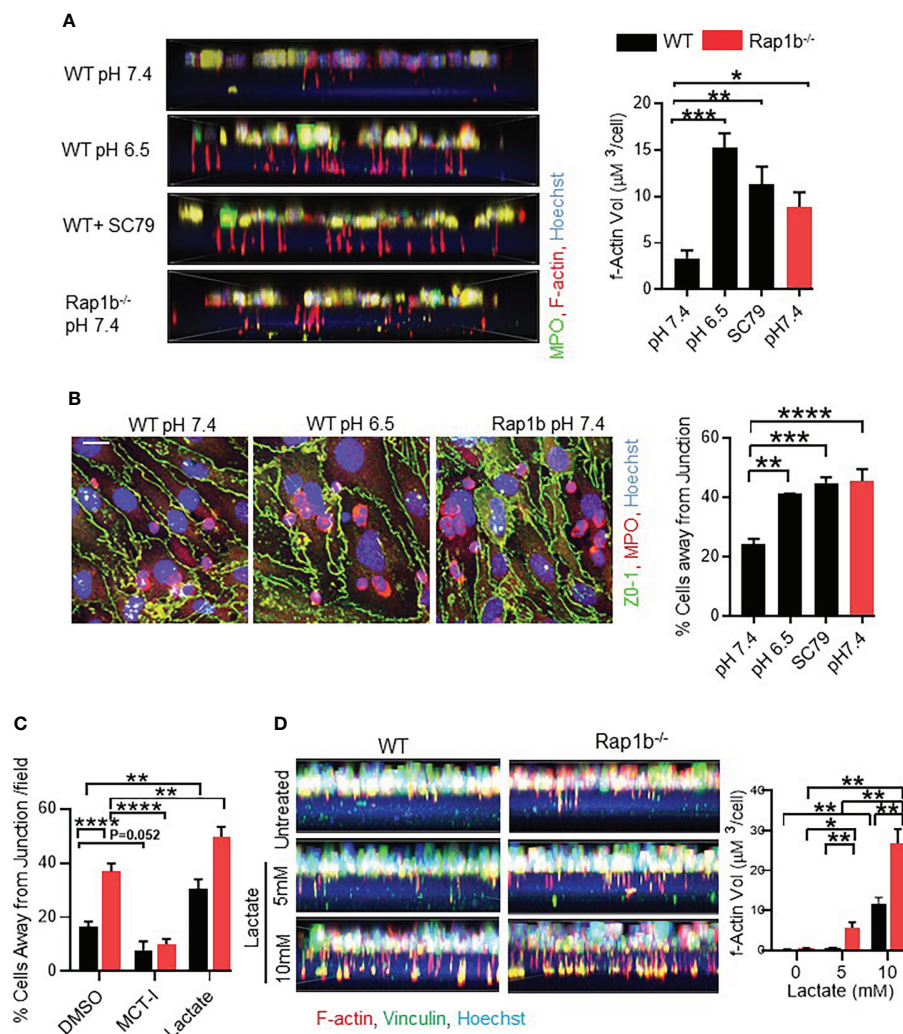 A
WT
Rap1b-/-
WT pH 7.4
WT pH 6.5
WT+ SC79
Rap1b-/-
pH 7.4
MPO, F-actin, Hoechst
f-Actin Vol (µM 3/cell)
20
15
10
5
0
*
**
***
pH 7.4
pH 6.5
SC79
pH7.4
B
WT pH 7.4
WT pH 6.5
Rap1b pH 7.4
Z0-1, MPO, Hoechst
% Cells away from Junction
60
40
20
0
****
***
**
pH 7.4
pH 6.5
SC79
pH7.4
C
% Cells Away from Junction /field
60
40
20
0
**
**
****
****
P=0.052
DMSO
MCT-I
Lactate
D
WT
Rap1b-/-
Untreated
Lactate
5mM
10mM
F-actin, Vinculin, Hoechst
f-Actin Vol (µM 3/cell)
40
30
20
10
0
**
**
**
**
*
**
0
5
10
Lactate (mM)